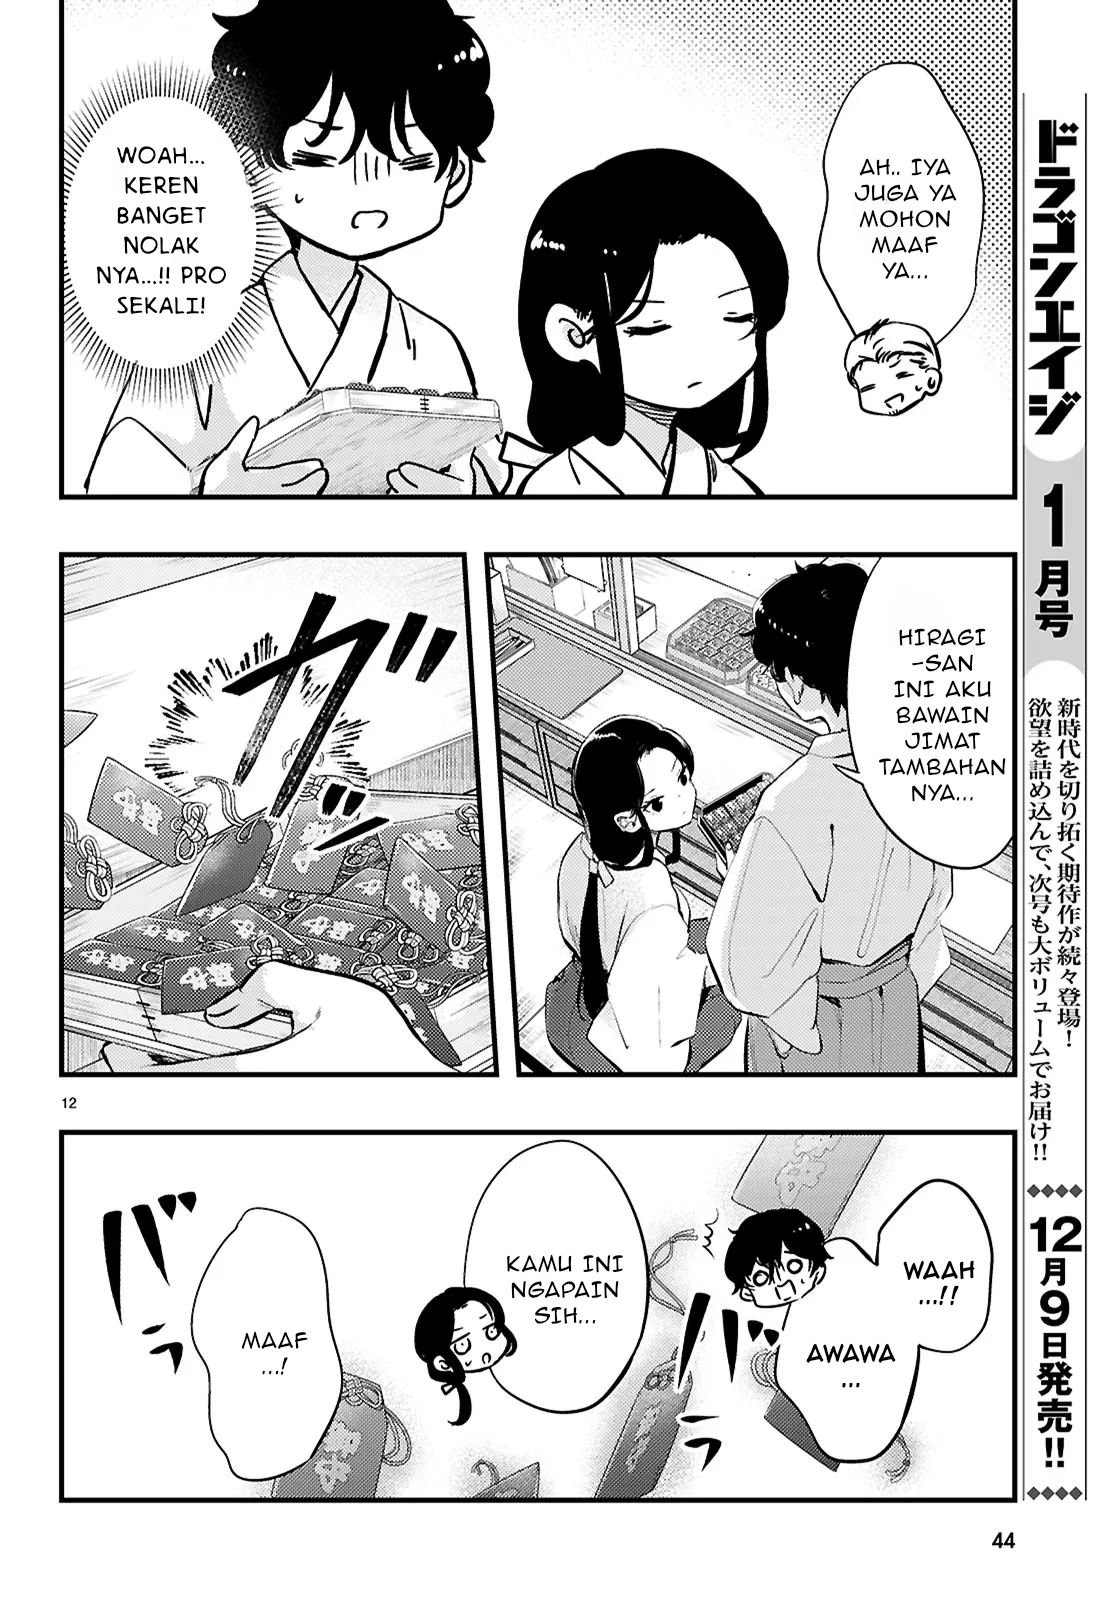 AH.. IYA
JUGA YA
MOHON
MAAF
YA...
WOAH...
KEREN
BANGET
NOLAK
NYA...!! PRO
SEKALI!
HIRAGI
-SAN
INI AKU
BAWAIN
JIMAT
TAMBAHAN
NYA...
ガッ
12
WAAH
...!!
AWAWA
...
KAMU INI
NGAPAIN
SIH...
MAAF
...!
44
ドラゴンエイジ
1月号
新時代を切り拓く期待作が続々登場!
欲望を詰め込んで、次号も大ボリュームでお届け!!
12月9日発売!!